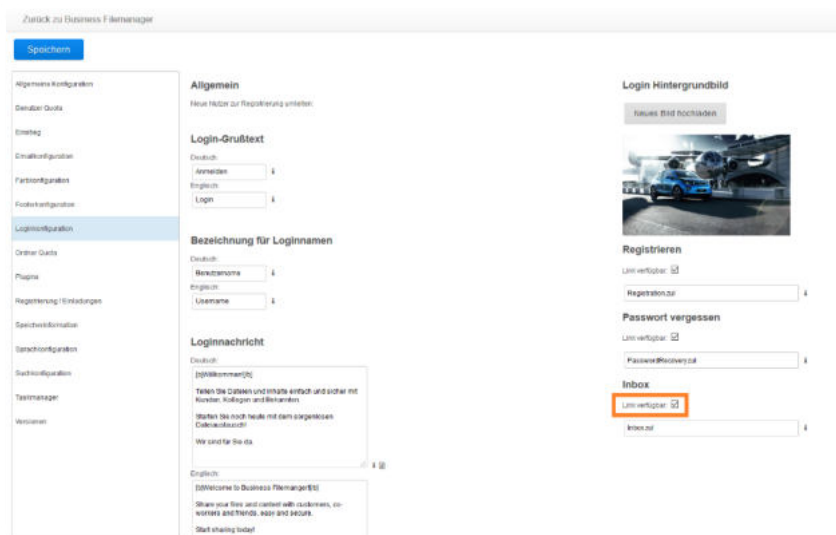 Zurück zu Business Filemanager
Speichern
Allgemeine Konfiguration
Benutzer Quota
Einstieg
Emailkonfiguration
Farbkonfiguration
Footerkonfiguration
Loginkonfiguration
Ordner Quota
Plugins
Registrierung / Einladungen
Speicherinformation
Sprachkonfiguration
Suchkonfiguration
Taskmanager
Versionen
Allgemein
Neue Nutzer zur Registrierung umleiten:
Login-Grußtext
Deutsch:
Anmelden
Englisch:
Login
Bezeichnung für Loginnamen
Deutsch:
Benutzername
Englisch:
Username
Loginnachricht
Deutsch:
[b]Willkommen![/b]
Teilen Sie Dateien und Inhalte einfach und sicher mit
Kunden, Kollegen und Bekannten.
Starten Sie noch heute mit dem sorgenlosen
Datenaustausch!
Wir sind für Sie da.
Englisch:
[b]Welcome to Business Filemanger![/b]
Share your files and content with customers, co-
workers and friends, easy and secure.
Start sharing today!
Login Hintergrundbild
Neues Bild hochladen
Registrieren
Link verfügbar:
Registration.zul
Passwort vergessen
Link verfügbar:
PasswordRecovery.zul
Inbox
Link verfügbar:
Inbox.zul